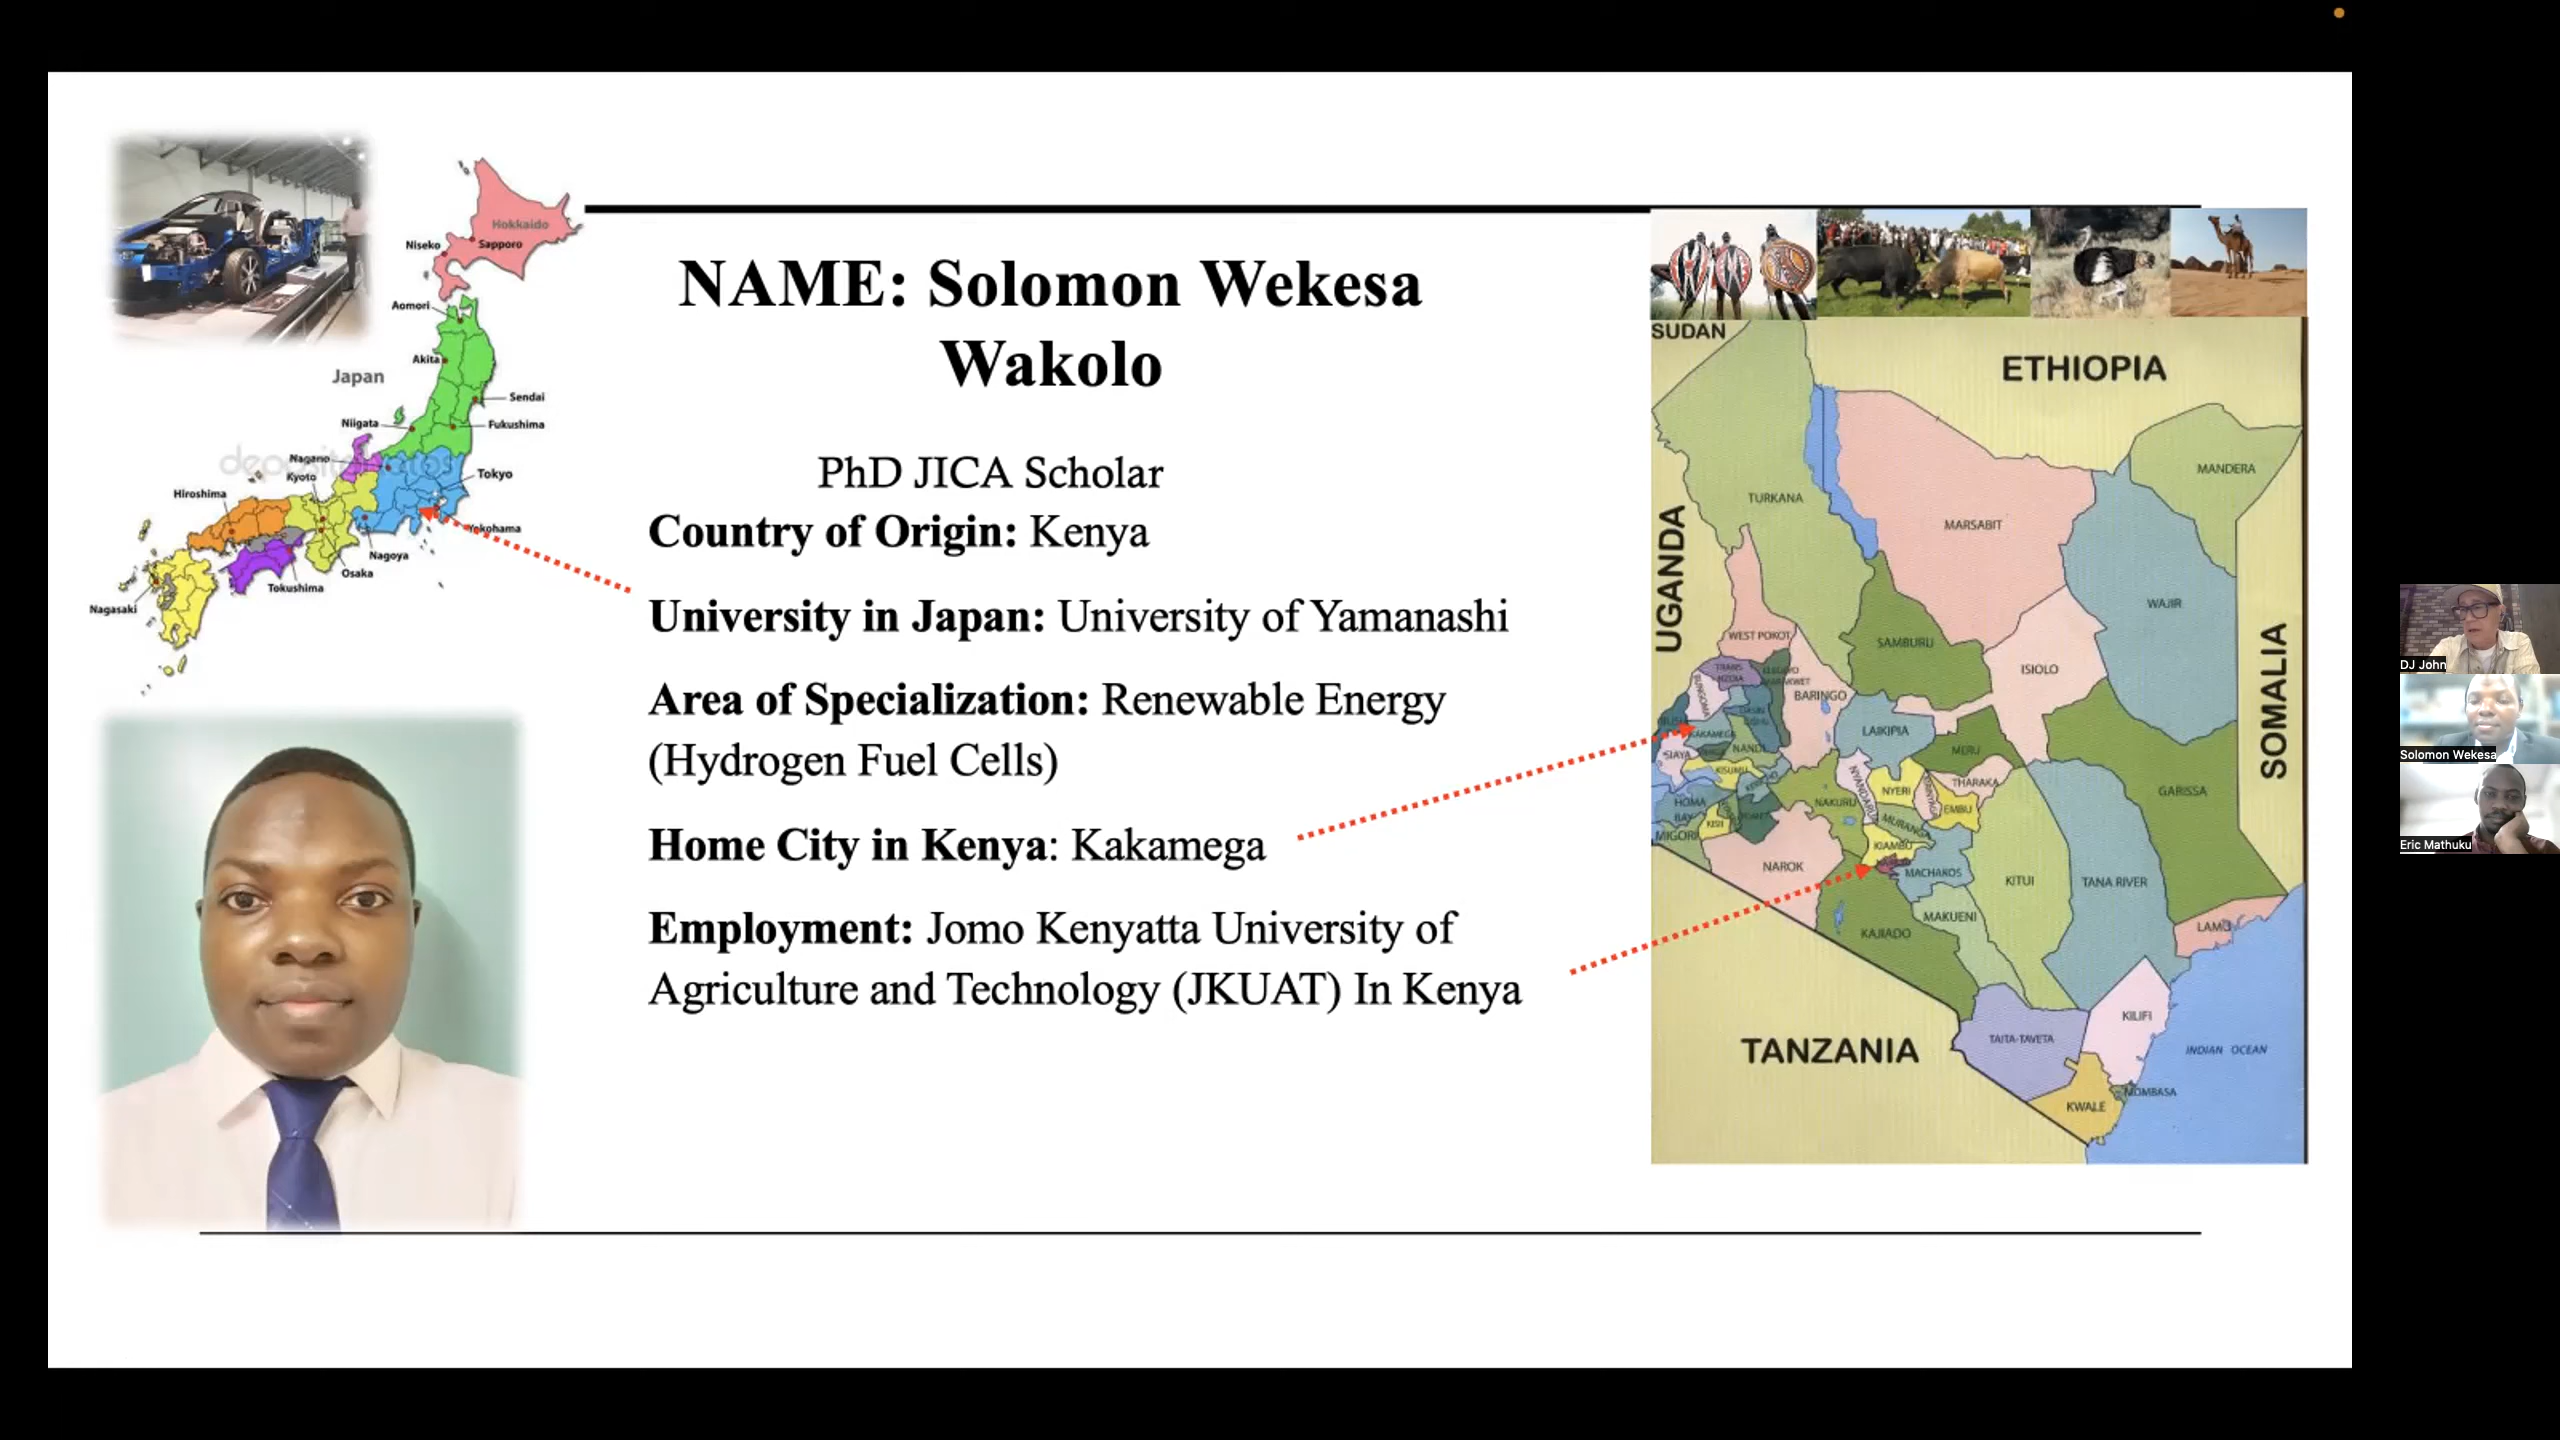 NAME: Solomon Wekesa
Wakolo
PhD JICA Scholar
Country of Origin: Kenya
University in Japan: University of Yamanashi
Area of Specialization: Renewable Energy
(Hydrogen Fuel Cells)
Home City in Kenya: Kakamega
Employment: Jomo Kenyatta University of
Agriculture and Technology (JKUAT) In Kenya
Hokkaido
Niseko
Sapporo
Aomori
Akita
Japan
Sendai
Niigata
Fukushima
depositphotos
Nagano
Kyoto
Tokyo
Hiroshima
Yokohama
Nagoya
Osaka
Tokushima
Nagasaki
SUDAN
ETHIOPIA
UGANDA
SOMALIA
TANZANIA
INDIAN OCEAN
TURKANA
MARSABIT
MANDERA
WAJIR
WEST POKOT
SAMBURU
ISIOLO
TRANS
NZOIA
BUNGOMA
BARINGO
LAIKIPIA
KAKAMEGA
NANDI
SIAYA
KISUMU
MERU
THARAKA
GARISSA
HOMA
BAY
NAKURU
NYANDARUA
NYERI
EMBU
KISII
MIGORI
MURANGA
KIAMBU
NAROK
MACHAKOS
KITUI
TANA RIVER
MAKUENI
KAJIADO
LAMU
TAITA-TAVETA
KILIFI
MOMBASA
KWALE
DJ John
Solomon Wekesa
Eric Mathuku